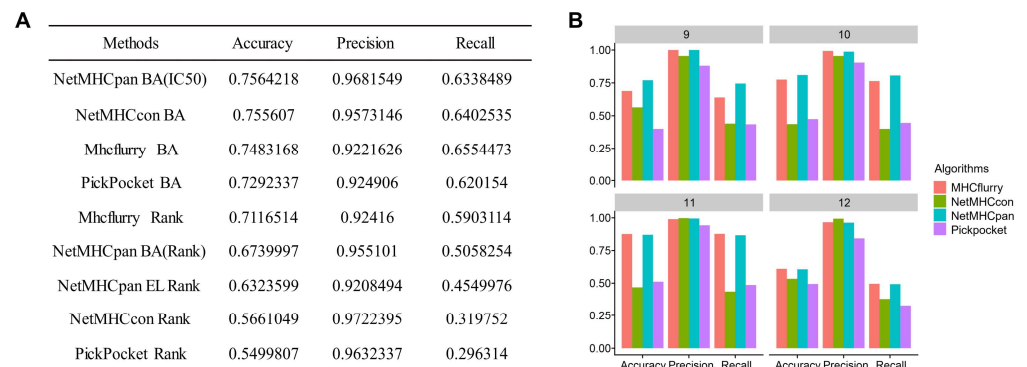 A
Methods Accuracy Precision Recall
NetMHCpan BA(IC50) 0.7564218 0.9681549 0.6338489
NetMHCcon BA 0.755607 0.9573146 0.6402535
Mhcflurry BA 0.7483168 0.9221626 0.6554473
PickPocket BA 0.7292337 0.924906 0.620154
Mhcflurry Rank 0.7116514 0.92416 0.5903114
NetMHCpan BA(Rank) 0.6739997 0.955101 0.5058254
NetMHCpan EL Rank 0.6323599 0.9208494 0.4549976
NetMHCcon Rank 0.5661049 0.9722395 0.319752
PickPocket Rank 0.5499807 0.9632337 0.296314
B
9 10
1.00
0.75
0.50
0.25
0.00
11 12
1.00
0.75
0.50
0.25
0.00
Accuracy Precision Recall Accuracy Precision Recall
Algorithms
MHCflurry
NetMHCcon
NetMHCpan
Pickpocket